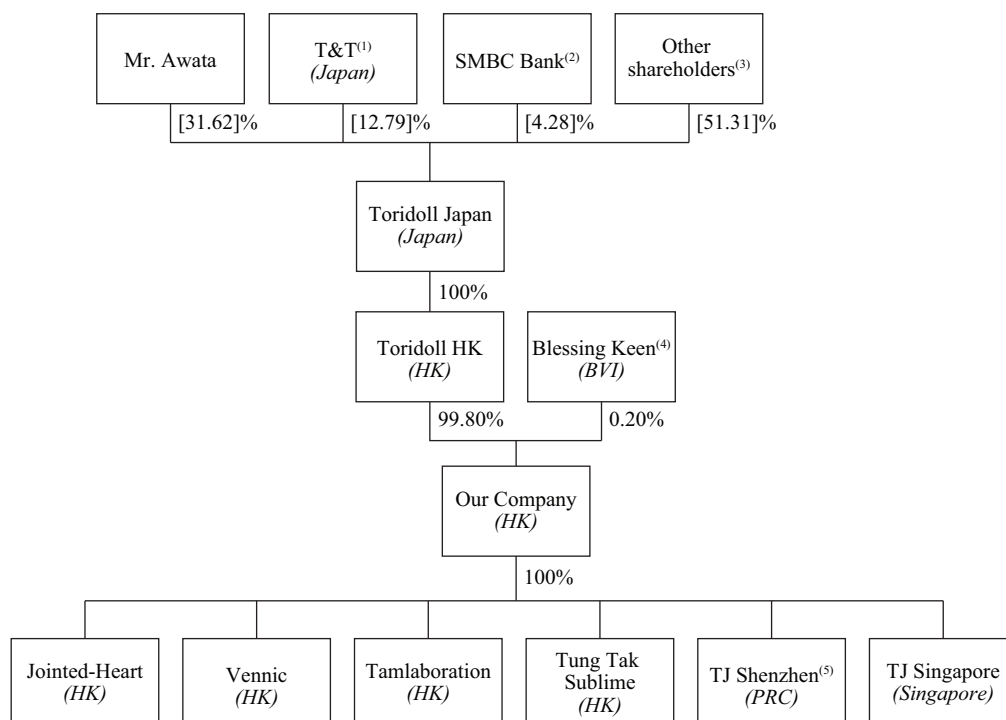 Mr. Awata
T&T(1)
(Japan)
SMBC Bank(2)
Other
shareholders(3)
[31.62]%
[12.79]%
[4.28]%
[51.31]%
Toridoll Japan
(Japan)
100%
Toridoll HK
(HK)
Blessing Keen(4)
(BVI)
99.80%
0.20%
Our Company
(HK)
100%
Jointed-Heart
(HK)
Vennic
(HK)
Tamlaboration
(HK)
Tung Tak
Sublime
(HK)
TJ Shenzhen(5)
(PRC)
TJ Singapore
(Singapore)